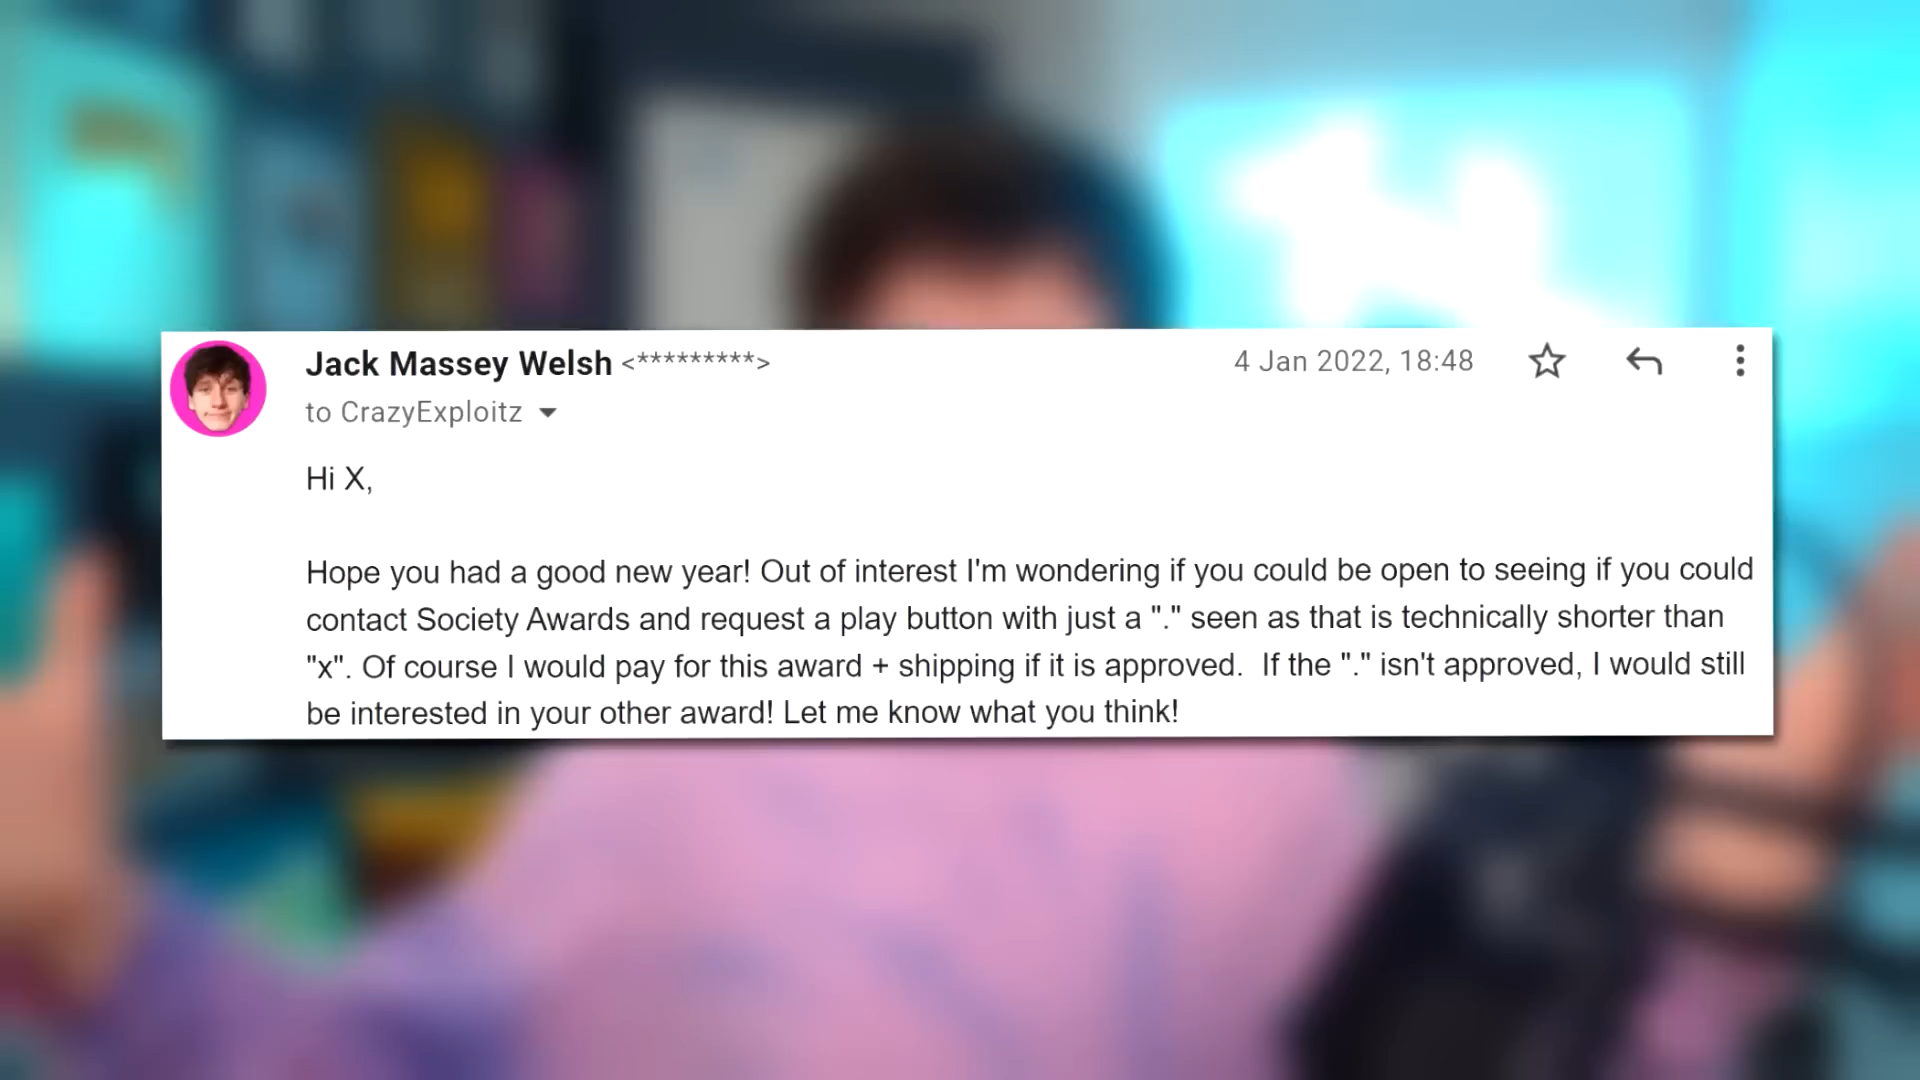 Jack Massey Welsh <*********>
4 Jan 2022, 18:48
to CrazyExploitz
Hi X,
Hope you had a good new year! Out of interest I'm wondering if you could be open to seeing if you could
contact Society Awards and request a play button with just a "." seen as that is technically shorter than
"x". Of course I would pay for this award + shipping if it is approved.  If the "." isn't approved, I would still
be interested in your other award! Let me know what you think!